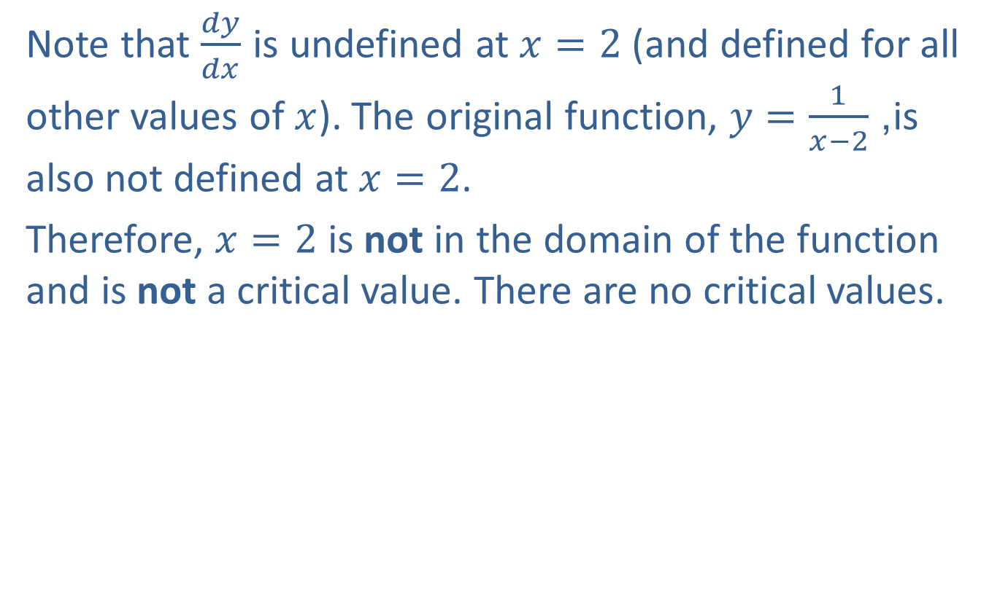 Note that dy/dx is undefined at x = 2 (and defined for all
other values of x). The original function, y = 1/(x−2) ,is
also not defined at x = 2.
Therefore, x = 2 is not in the domain of the function
and is not a critical value. There are no critical values.